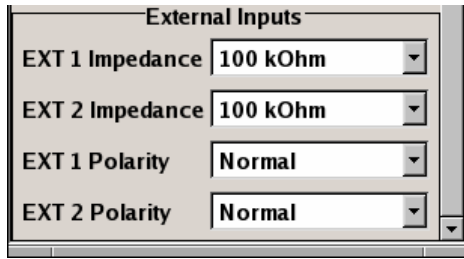 External Inputs
EXT 1 Impedance 100 kOhm
EXT 2 Impedance 100 kOhm
EXT 1 Polarity Normal
EXT 2 Polarity Normal